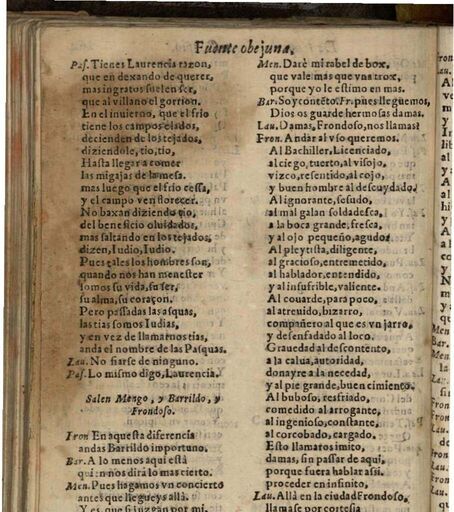 Fuente obejuna.
Pas. Tienes Laurencia razon,
que en dexando de querer,
mas ingratos suelen ser,
que al villano el gorrion.
En el inuierno, que el frio
tiene los campos elados,
decienden de los tejados,
diziendole, tio, tio,
Hasta llegar a comer
las migajas de la mesa.
mas luego que el frio cessa,
y el campo ven florecer.
No baxan diziendo tio,
del beneficio oluidados,
mas saltando en los tejados,
dizen, Iudio, Iudio.
Pues tales los hombres son,
quando nos han menester
somos su vida, su ser,
su alma, su coraçon.
Pero passadas las asquas,
las tias somos Iudias,
y en vez de llamarnos tias,
anda el nombre de las Pasquas.
Lau. No fiarse de ninguno.
Pas. Lo mismo digo, Laurencia.
Salen Mengo, y Barrildo, y
Frondoso.
Fron En aquesta diferencia
andas Barrildo importuno.
Bar. A lo menos aqui està
quien nos dirà lo mas cierto.
Men. Pues hagamos vn concierto
antes que llegueys allà.
Y es, que si juzgan por mi,
Men. Darè mi rabel de box,
que vale mas que vna trox,
porque yo le estimo en mas.
Bar. Soy contẽto. Fr. pues lleguemos,
Dios os guarde hermosas damas.
Lau. Damas, Frondoso, nos llamas?
Fron. Andar al vso queremos.
Al Bachiller, Licenciado,
al ciego, tuerto, al visojo,
vizco, resentido, al cojo,
y buen hombre al descuydado.
Al ignorante, sesudo,
al mal galan soldadesca,
a la boca grande, fresca,
y al ojo pequeño, agudo.
Al pleytista, diligente,
al gracioso, entremetido,
al hablador, entendido,
y al insufrible, valiente.
Al couarde, para poco,
al atreuido, bizarro,
compañero al que es vn jarro,
y desenfadado al loco.
Grauedad al descontento,
a la calua, autoridad,
donayre a la necedad,
y al pie grande, buen cimiento.
Al buboso, resfriado,
comedido al arrogante,
al ingenioso, constante,
al corcobado, cargado.
Esto llamaros imito,
damas, sin passar de aqui,
porque fuera hablar assi
proceder en infinito.
Lau. Allà en la ciudad Frondoso,
llamase por cortesia